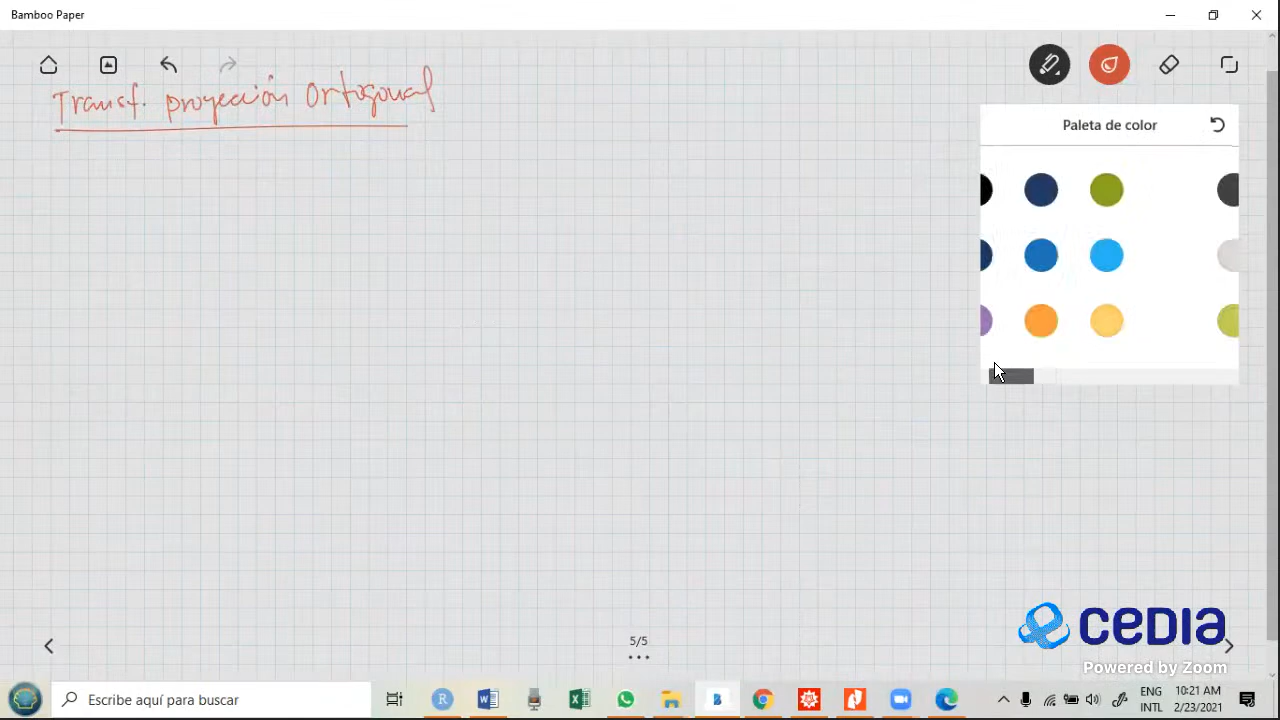 Bamboo Paper
Transf. proyección Ortogonal
Paleta de color
5/5
cedia
Powered by Zoom
Escribe aquí para buscar
ENG
INTL
10:21 AM
2/23/2021